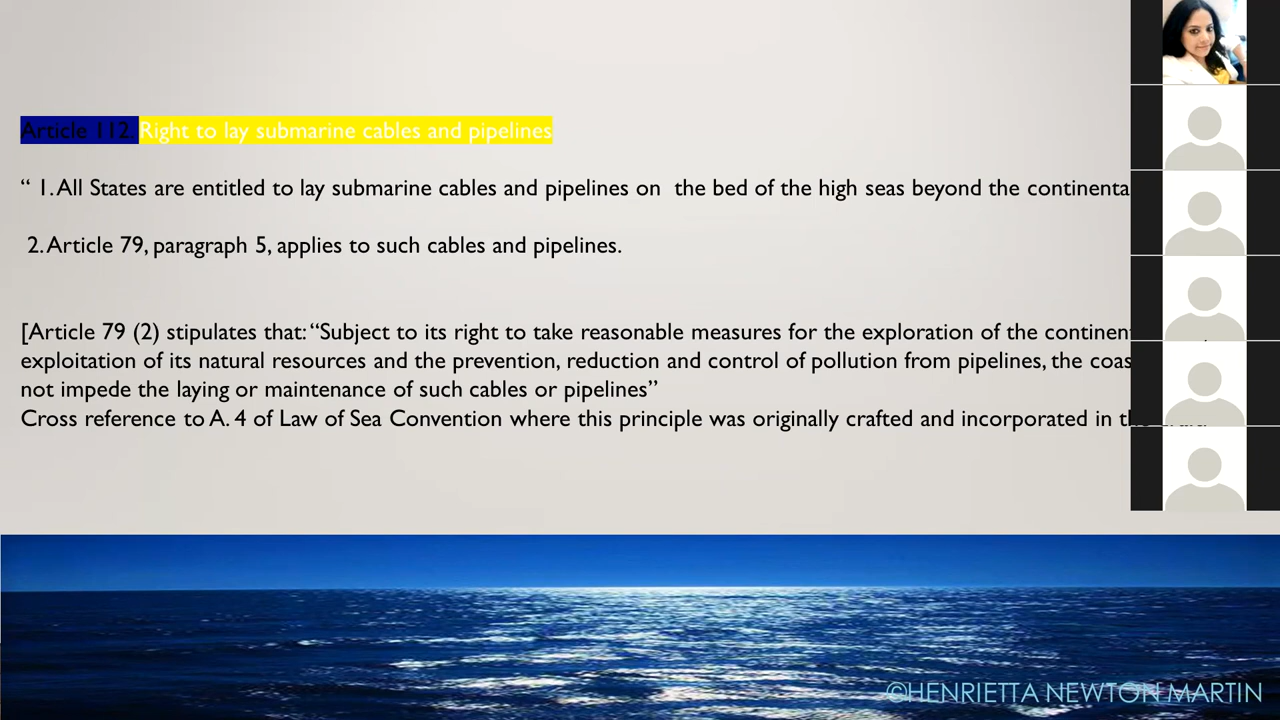 Article 112. Right to lay submarine cables and pipelines
“ 1. All States are entitled to lay submarine cables and pipelines on the bed of the high seas beyond the
2. Article 79, paragraph 5, applies to such cables and pipelines.
[Article 79 (2) stipulates that: “Subject to its right to take reasonable measures for the exploration of the
exploitation of its natural resources and the prevention, reduction and control of pollution from pipelines, the
not impede the laying or maintenance of such cables or pipelines”
Cross reference to A. 4 of Law of Sea Convention where this principle was originally crafted and incorporated in
©HENRIETTA NEWTON MARTIN